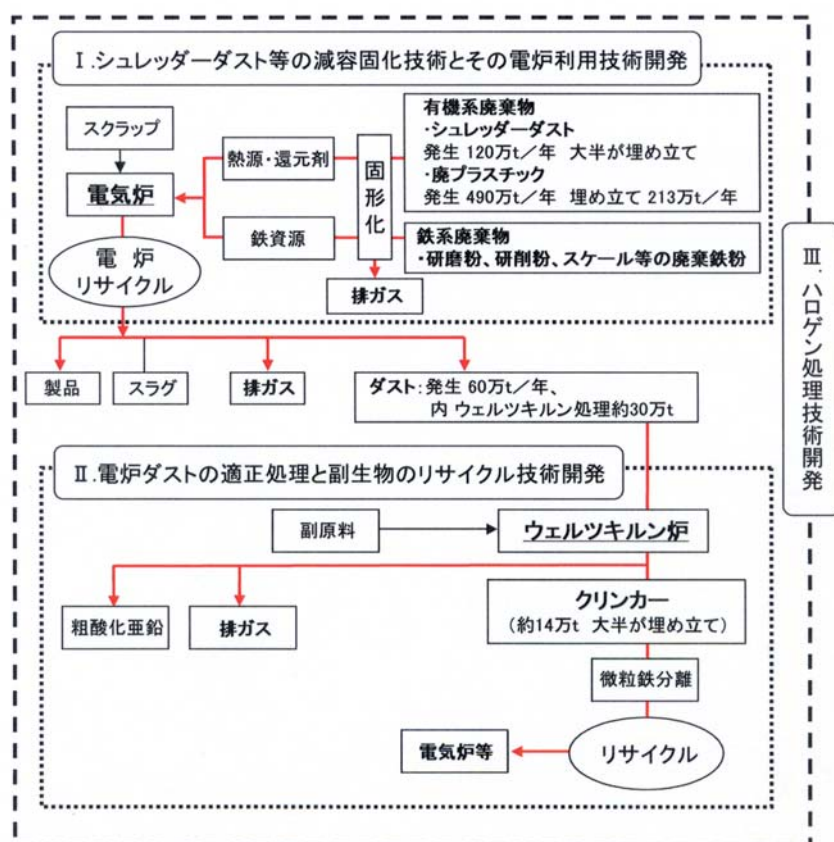 Ⅰ.シュレッダーダスト等の減容固化技術とその電炉利用技術開発
スクラップ
電気炉
電 炉
リサイクル
熱源・還元剤
鉄資源
固形化
排ガス
有機系廃棄物
・シュレッダーダスト
発生 120万t/年 大半が埋め立て
・廃プラスチック
発生 490万t/年 埋め立て 213万t/年
鉄系廃棄物
・研磨粉、研削粉、スケール等の廃棄鉄粉
Ⅲ.ハロゲン処理技術開発
製品
スラグ
排ガス
ダスト:発生 60万t/年、
内 ウェルツキルン処理約30万t
Ⅱ.電炉ダストの適正処理と副生物のリサイクル技術開発
副原料
ウェルツキルン炉
粗酸化亜鉛
排ガス
クリンカー
(約14万t 大半が埋め立て)
微粒鉄分離
リサイクル
電気炉等